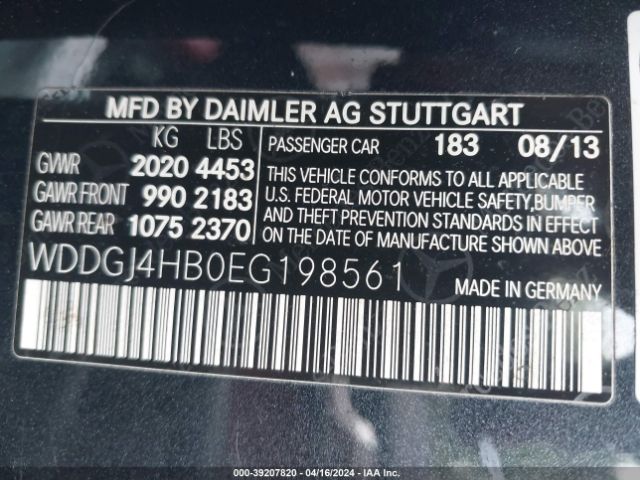 MFD BY DAIMLER AG STUTTGART
KG LBS
GVWR 2020 4453
GAWR FRONT 990 2183
GAWR REAR 1075 2370
PASSENGER CAR 183 08/13
THIS VEHICLE CONFORMS TO ALL APPLICABLE
U.S. FEDERAL MOTOR VEHICLE SAFETY,BUMPER
AND THEFT PREVENTION STANDARDS IN EFFECT
ON THE DATE OF MANUFACTURE SHOWN ABOVE.
WDDGJ4HB0EG198561
MADE IN GERMANY
000-39207820 - 04/16/2024 - IAA Inc.